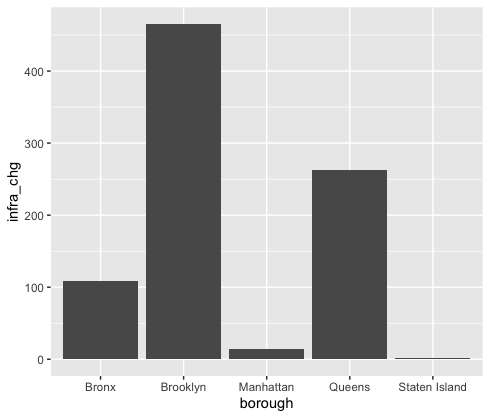 infra_chg
400
300
200
100
0
Bronx Brooklyn Manhattan Queens Staten Island
borough